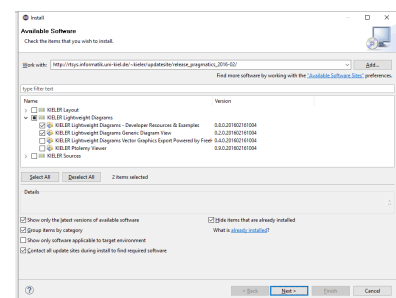 Install
Available Software
Check the items that you wish to install.
Work with: http://rtsys.informatik.uni-kiel.de/~kieler/updatesite/release_pragmatics_2016-02/ Add...
Find more software by working with the "Available Software Sites" preferences.
type filter text
Name Version
KIELER Layout
KIELER Lightweight Diagrams
KIELER Lightweight Diagrams - Developer Resources & Examples 0.8.0.201602161004
KIELER Lightweight Diagrams Generic Diagram View 0.2.0.201602161004
KIELER Lightweight Diagrams Vector Graphics Export Powered by FreeH 0.4.0.201602161004
KIELER Ptolemy Viewer 0.9.0.201602161004
KIELER Sources
Select All Deselect All 2 items selected
Details
Show only the latest versions of available software Hide items that are already installed
Group items by category What is already installed?
Show only software applicable to target environment
Contact all update sites during install to find required software
< Back Next > Finish Cancel